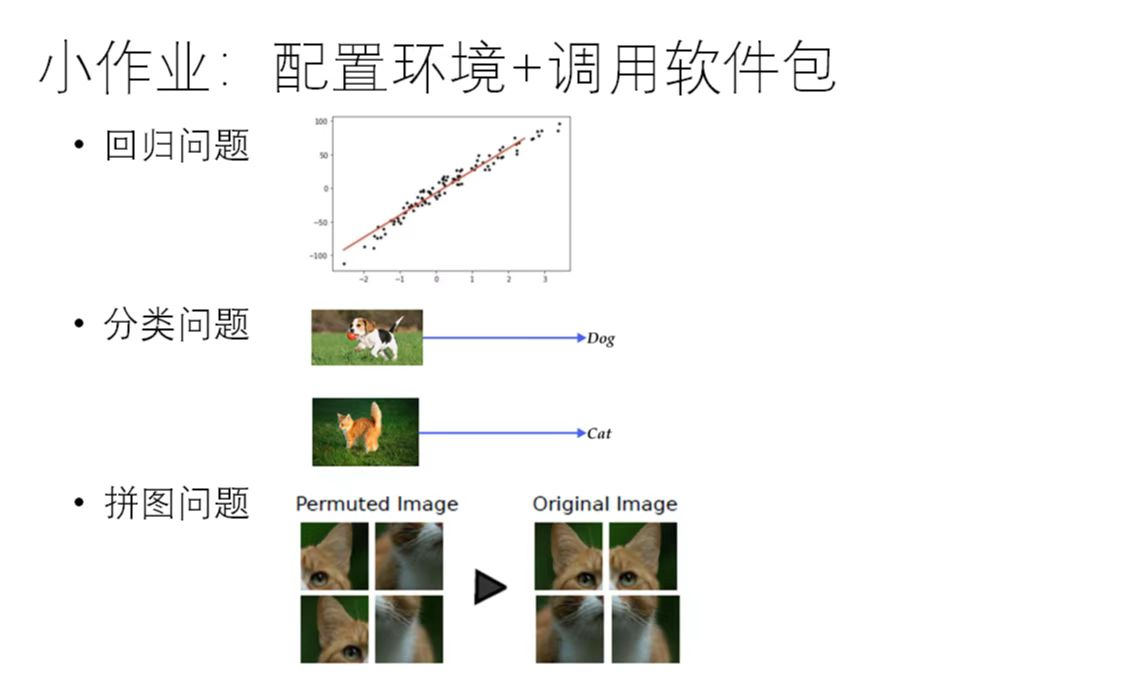 小作业：配置环境+调用软件包
• 回归问题
100
50
0
−50
−100
−2 −1 0 1 2 3
• 分类问题
Dog
Cat
• 拼图问题
Permuted Image
Original Image